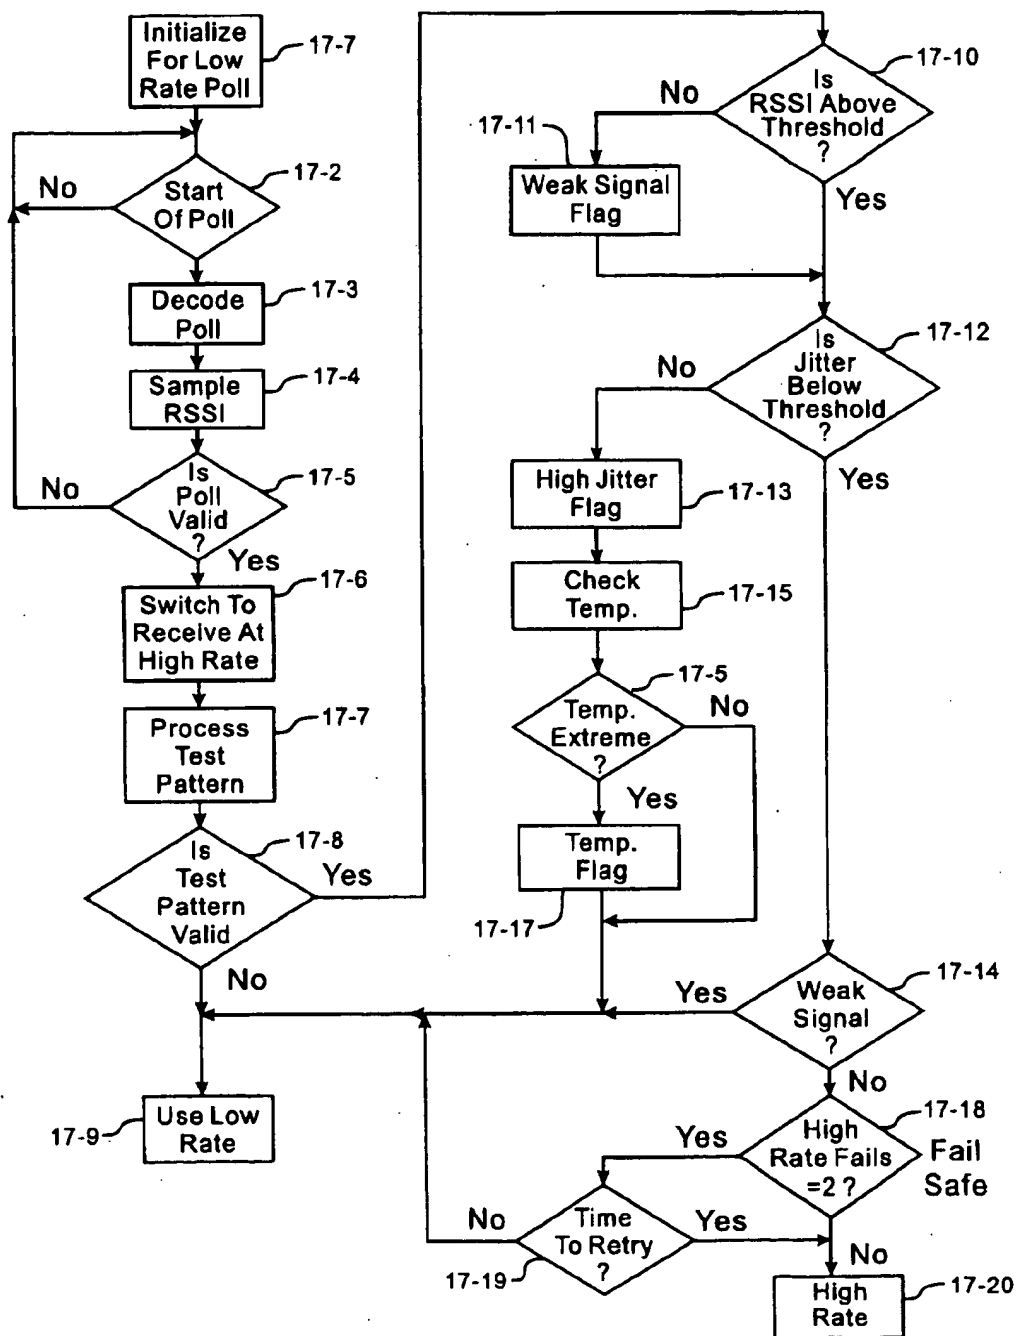 Initialize
For Low
Rate Poll
17-7
Start
Of Poll
17-2
No
Decode
Poll
17-3
Sample
RSSI
17-4
Is
Poll
Valid
?
17-5
No
Yes
Switch To
Receive At
High Rate
17-6
Process
Test
Pattern
17-7
Is
Test
Pattern
Valid
17-8
Yes
No
Use Low
Rate
17-9
Is
RSSI Above
Threshold
?
17-10
No
Yes
17-11
Weak Signal
Flag
Is
Jitter
Below
Threshold
?
17-12
No
Yes
High Jitter
Flag
17-13
Check
Temp.
17-15
Temp.
Extreme
?
17-5
No
Yes
Temp.
Flag
17-17
Weak
Signal
?
17-14
Yes
No
High
Rate Fails
=2 ?
17-18
Fail
Safe
Yes
No
Time
To Retry
?
17-19
No
Yes
High
Rate
17-20